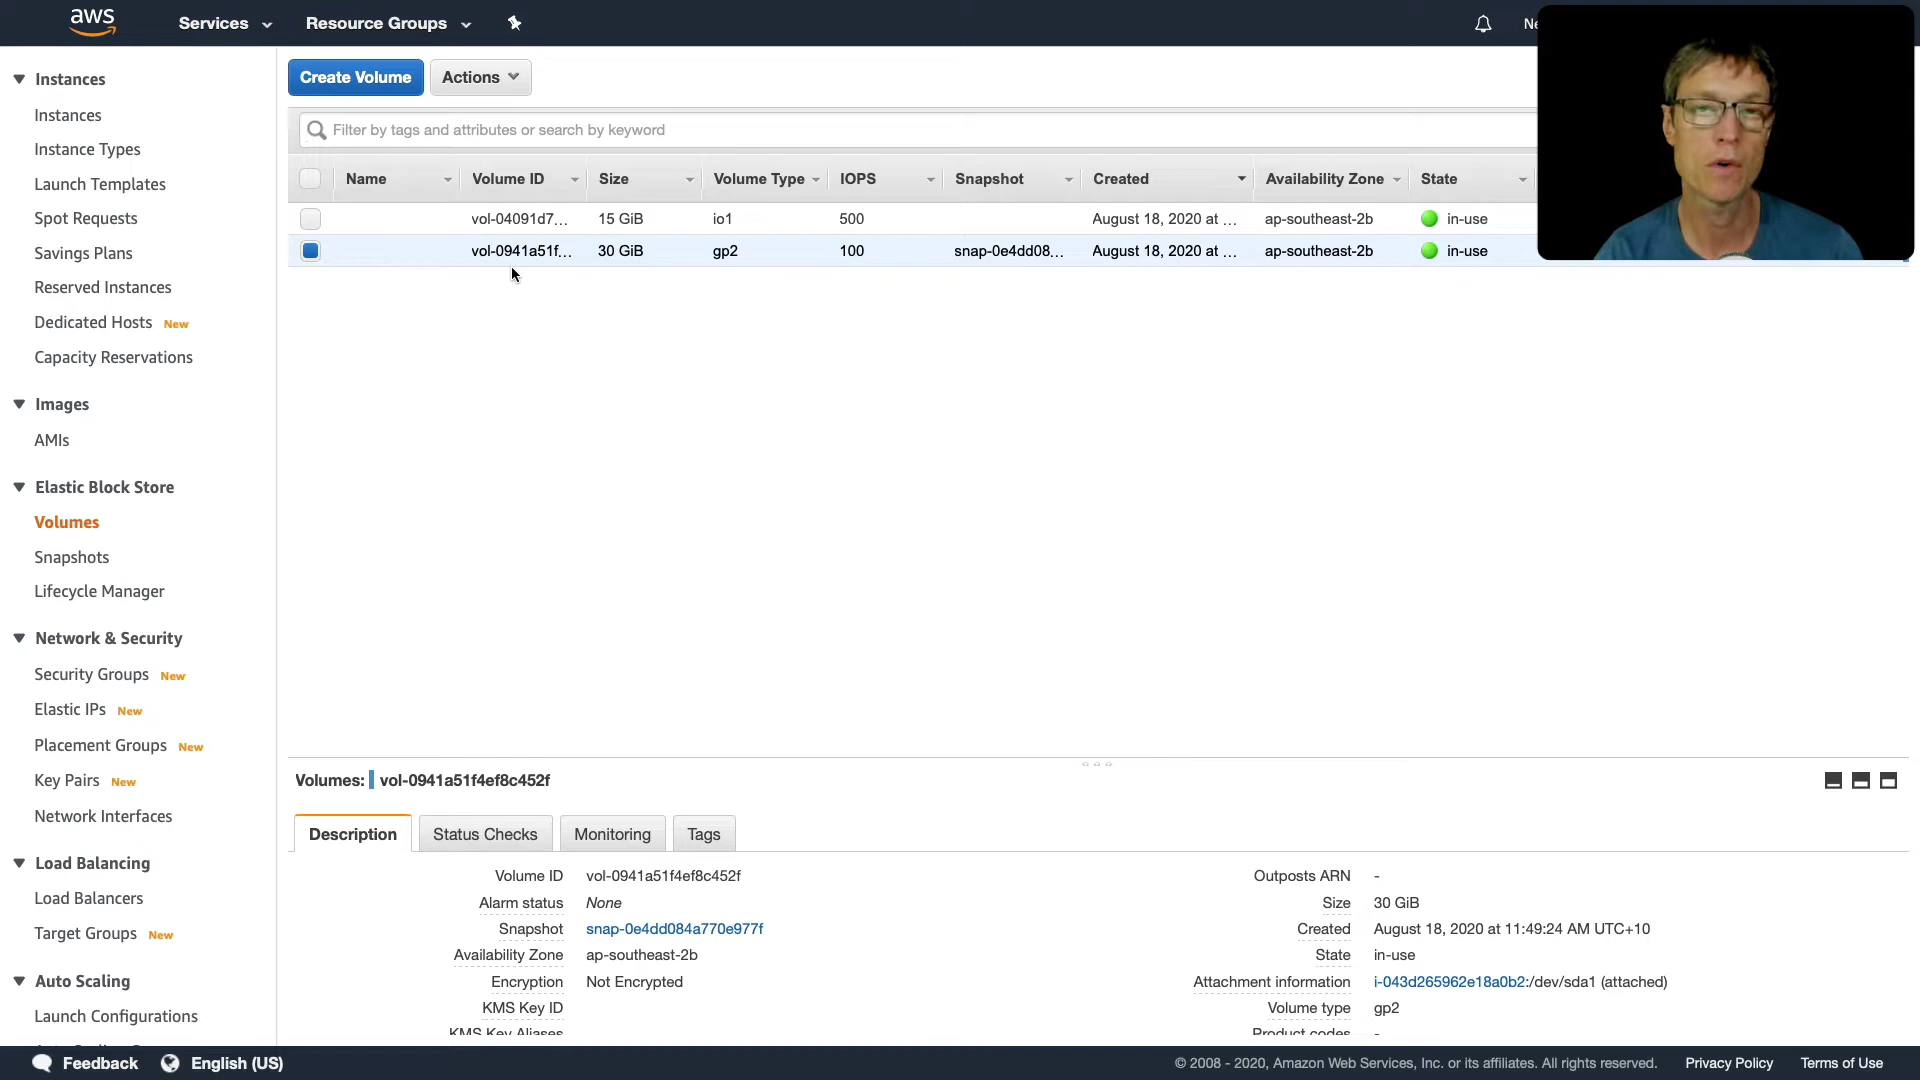 aws Services Resource Groups
Instances
Instances
Instance Types
Launch Templates
Spot Requests
Savings Plans
Reserved Instances
Dedicated Hosts New
Capacity Reservations
Images
AMIs
Elastic Block Store
Volumes
Snapshots
Lifecycle Manager
Network & Security
Security Groups New
Elastic IPs New
Placement Groups New
Key Pairs New
Network Interfaces
Load Balancing
Load Balancers
Target Groups New
Auto Scaling
Launch Configurations
Create Volume Actions
Filter by tags and attributes or search by keyword
Name Volume ID Size Volume Type IOPS Snapshot Created Availability Zone State
vol-04091d7... 15 GiB io1 500 August 18, 2020 at ... ap-southeast-2b in-use
vol-0941a51f... 30 GiB gp2 100 snap-0e4dd08... August 18, 2020 at ... ap-southeast-2b in-use
Volumes: vol-0941a51f4ef8c452f
Description Status Checks Monitoring Tags
Volume ID vol-0941a51f4ef8c452f
Alarm status None
Snapshot snap-0e4dd084a770e977f
Availability Zone ap-southeast-2b
Encryption Not Encrypted
KMS Key ID
KMS Key Aliases
Outposts ARN -
Size 30 GiB
Created August 18, 2020 at 11:49:24 AM UTC+10
State in-use
Attachment information i-043d265962e18a0b2:/dev/sda1 (attached)
Volume type gp2
Product codes -
Feedback English (US) © 2008 - 2020, Amazon Web Services, Inc. or its affiliates. All rights reserved. Privacy Policy Terms of Use